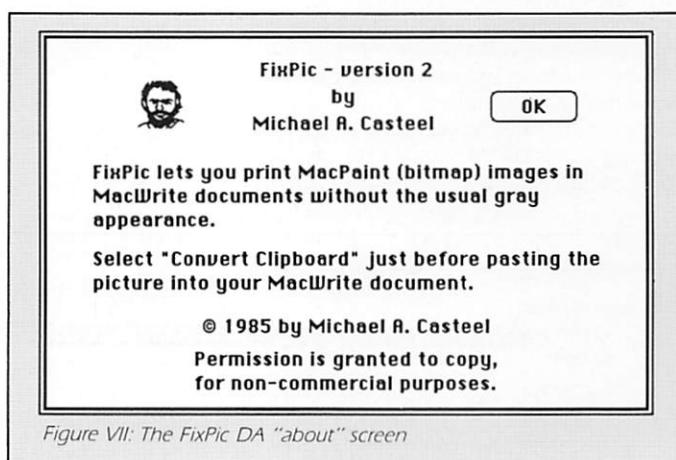 FixPic - version 2
by
Michael A. Casteel
OK
FixPic lets you print MacPaint (bitmap) images in
MacWrite documents without the usual gray
appearance.
Select "Convert Clipboard" just before pasting the
picture into your MacWrite document.
© 1985 by Michael A. Casteel
Permission is granted to copy,
for non-commercial purposes.
Figure VII: The FixPic DA "about" screen